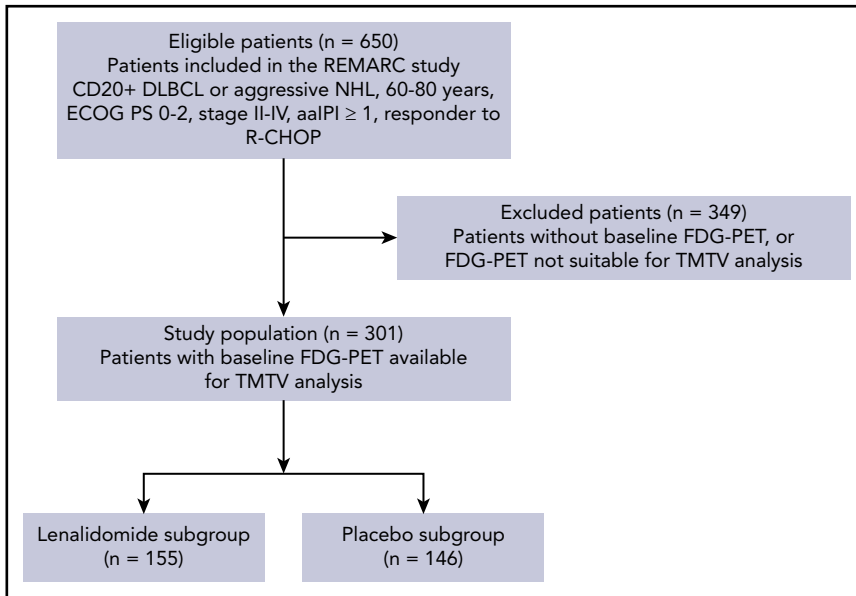 Eligible patients (n = 650)
Patients included in the REMARC study
CD20+ DLBCL or aggressive NHL, 60-80 years,
ECOG PS 0-2, stage II-IV, aaIPI ≥ 1, responder to
R-CHOP
Excluded patients (n = 349)
Patients without baseline FDG-PET, or
FDG-PET not suitable for TMTV analysis
Study population (n = 301)
Patients with baseline FDG-PET available
for TMTV analysis
Lenalidomide subgroup
(n = 155)
Placebo subgroup
(n = 146)